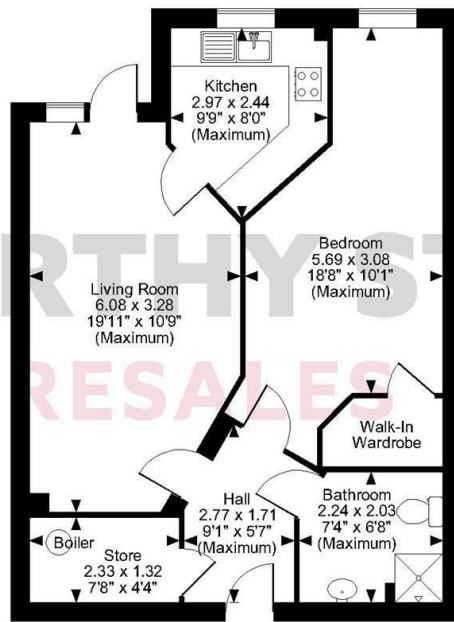 Kitchen
2.97 x 2.44
9'9" x 8'0"
(Maximum)
Bedroom
5.69 x 3.08
18'8" x 10'1"
(Maximum)
Living Room
6.08 x 3.28
19'11" x 10'9"
(Maximum)
RTHY ST
RESALES
Walk-In
Wardrobe
Hall
2.77 x 1.71
9'1" x 5'7"
(Maximum)
Bathroom
2.24 x 2.03
7'4" x 6'8"
(Maximum)
Boiler
Store
2.33 x 1.32
7'8" x 4'4"